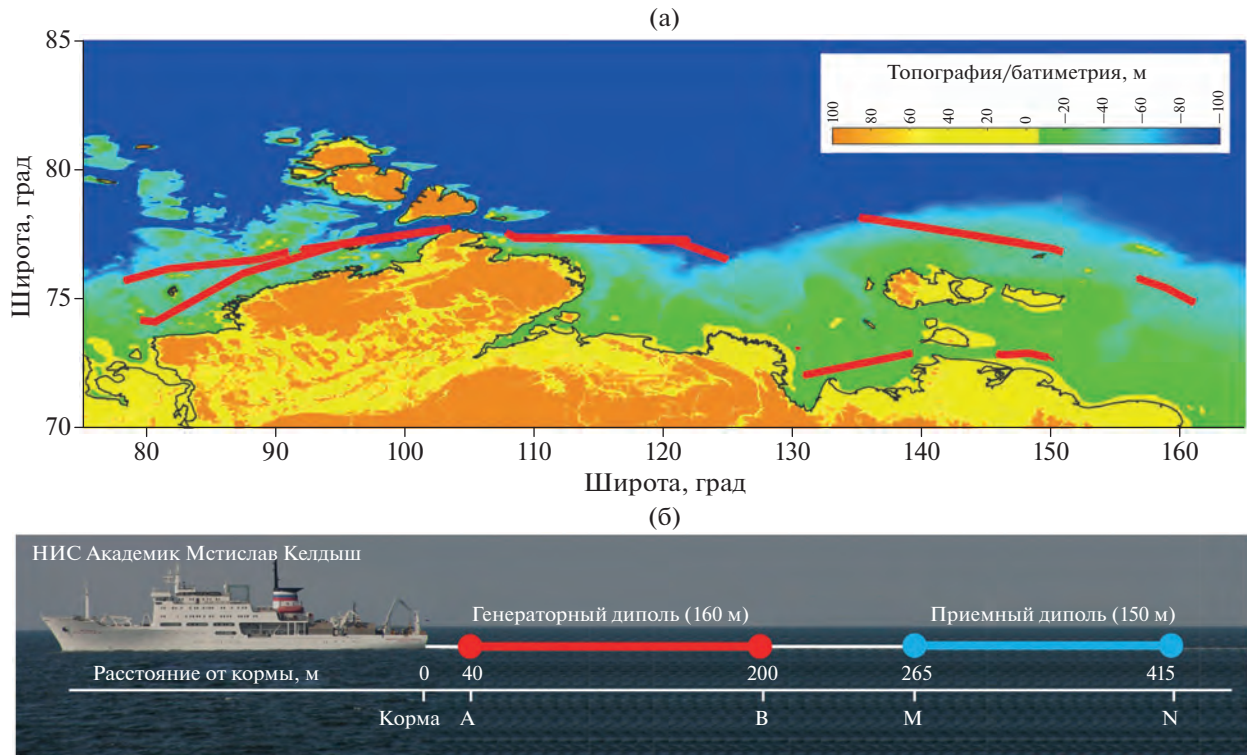 (а)
85
80
75
70
Широта, град
Топография/батиметрия, м
100 80 60 40 20 0 −20 −40 −60 −80 −100
80 90 100 110 120 130 140 150 160
Широта, град
(б)
НИС Академик Мстислав Келдыш
Генераторный диполь (160 м)
Приемный диполь (150 м)
Расстояние от кормы, м
0 40 200 265 415
Корма A B M N